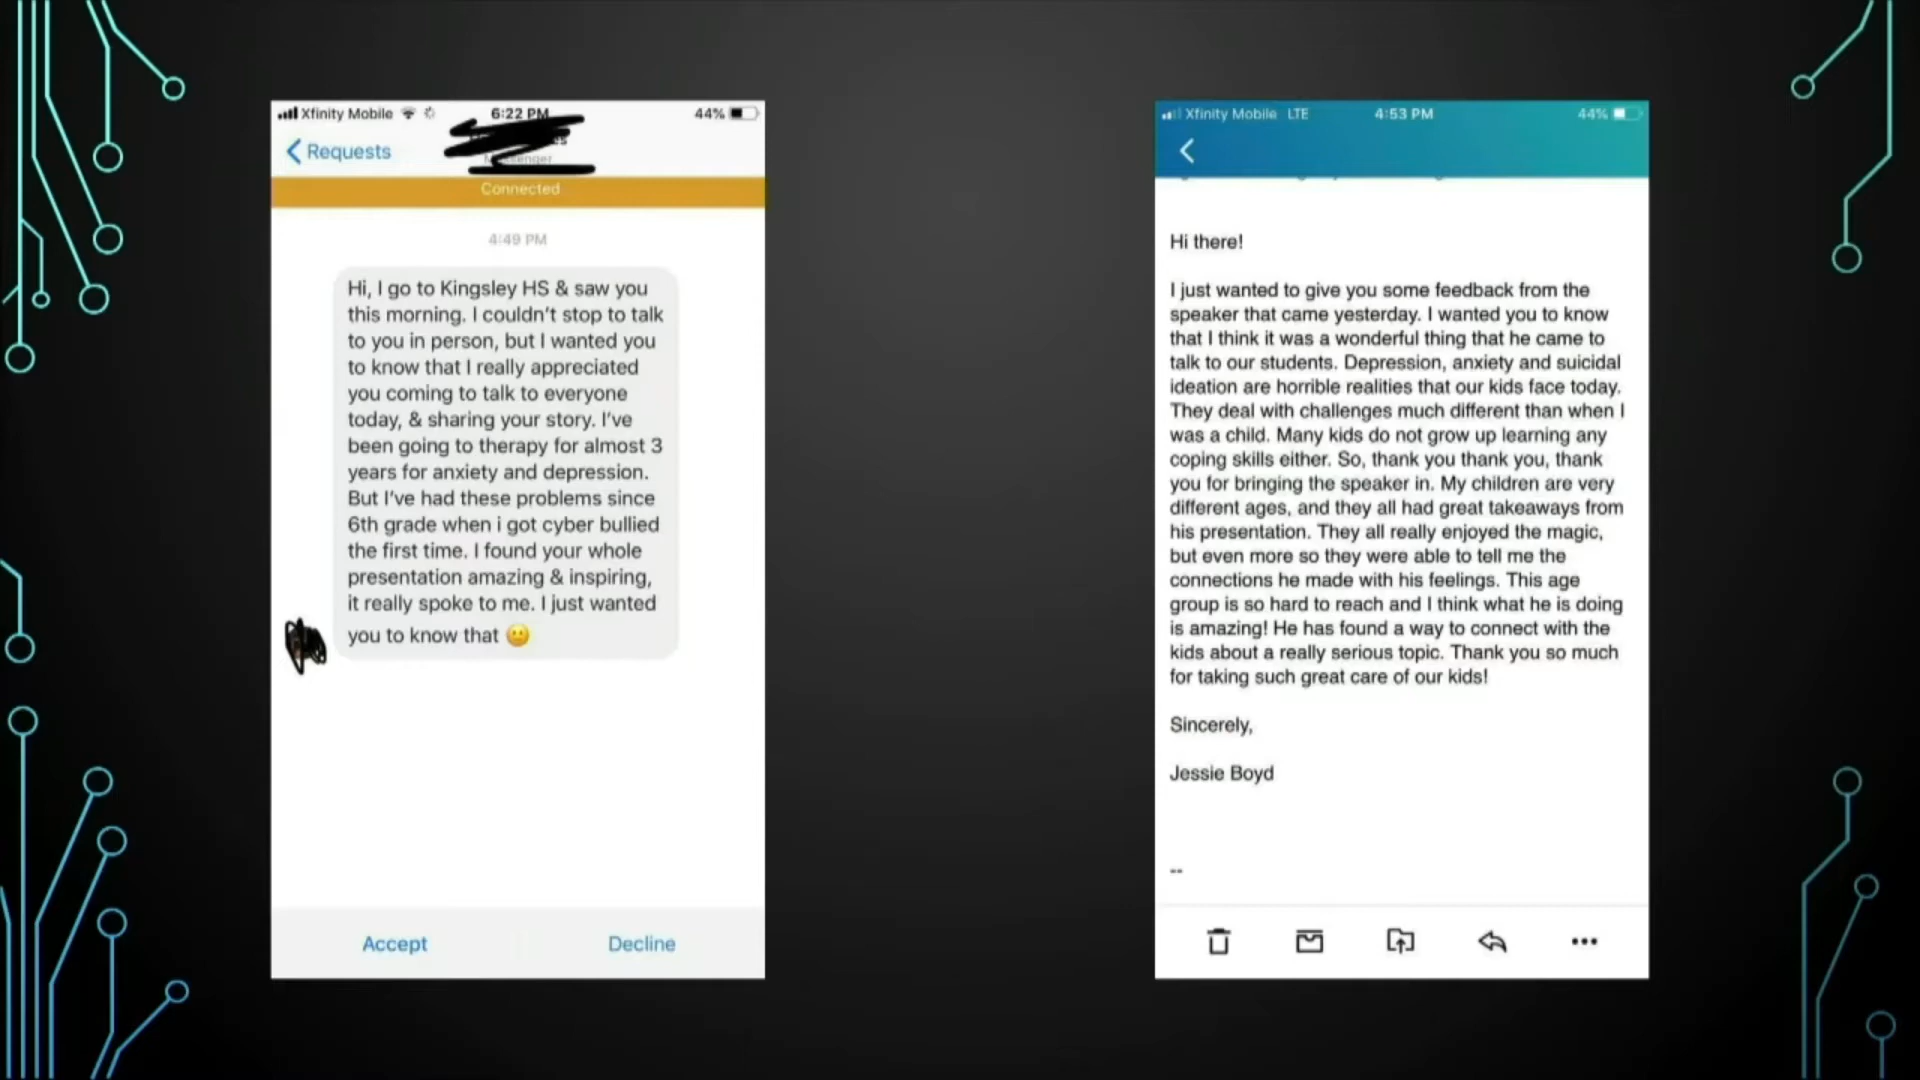 Xfinity Mobile 6:22 PM 44%
Requests
Connected
4:49 PM
Hi, I go to Kingsley HS & saw you
this morning. I couldn't stop to talk
to you in person, but I wanted you
to know that I really appreciated
you coming to talk to everyone
today, & sharing your story. I've
been going to therapy for almost 3
years for anxiety and depression.
But I've had these problems since
6th grade when i got cyber bullied
the first time. I found your whole
presentation amazing & inspiring,
it really spoke to me. I just wanted
you to know that 🙂
Accept Decline
Xfinity Mobile LTE 4:53 PM 44%
Hi there!
I just wanted to give you some feedback from the
speaker that came yesterday. I wanted you to know
that I think it was a wonderful thing that he came to
talk to our students. Depression, anxiety and suicidal
ideation are horrible realities that our kids face today.
They deal with challenges much different than when I
was a child. Many kids do not grow up learning any
coping skills either. So, thank you thank you, thank
you for bringing the speaker in. My children are very
different ages, and they all had great takeaways from
his presentation. They all really enjoyed the magic,
but even more so they were able to tell me the
connections he made with his feelings. This age
group is so hard to reach and I think what he is doing
is amazing! He has found a way to connect with the
kids about a really serious topic. Thank you so much
for taking such great care of our kids!
Sincerely,
Jessie Boyd
--